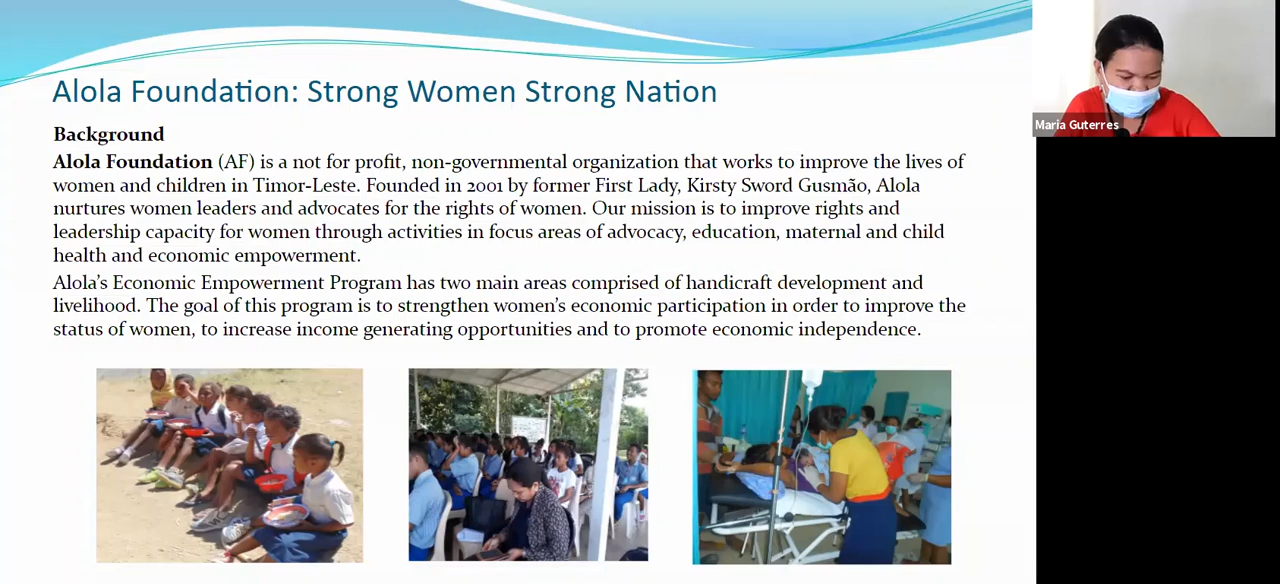 Alola Foundation: Strong Women Strong Nation
Maria Guterres
Background
Alola Foundation (AF) is a not for profit, non-governmental organization that works to improve the lives of
women and children in Timor-Leste. Founded in 2001 by former First Lady, Kirsty Sword Gusmão, Alola
nurtures women leaders and advocates for the rights of women. Our mission is to improve rights and
leadership capacity for women through activities in focus areas of advocacy, education, maternal and child
health and economic empowerment.
Alola’s Economic Empowerment Program has two main areas comprised of handicraft development and
livelihood. The goal of this program is to strengthen women’s economic participation in order to improve the
status of women, to increase income generating opportunities and to promote economic independence.